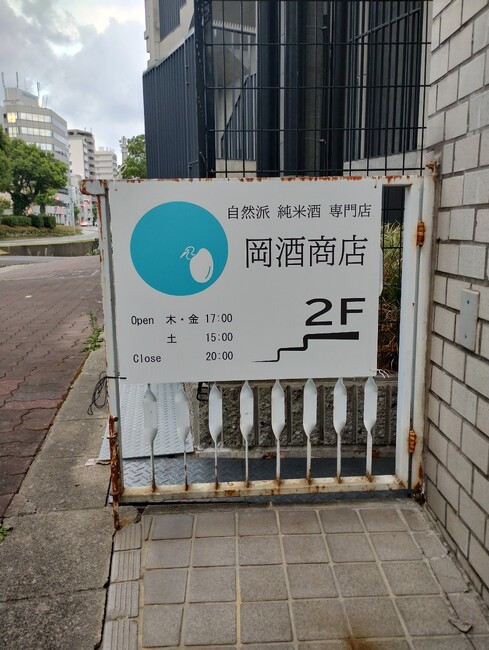 自然派 純米酒 専門店
岡酒商店
Open 木・金 17:00
土 15:00
Close 20:00
2F